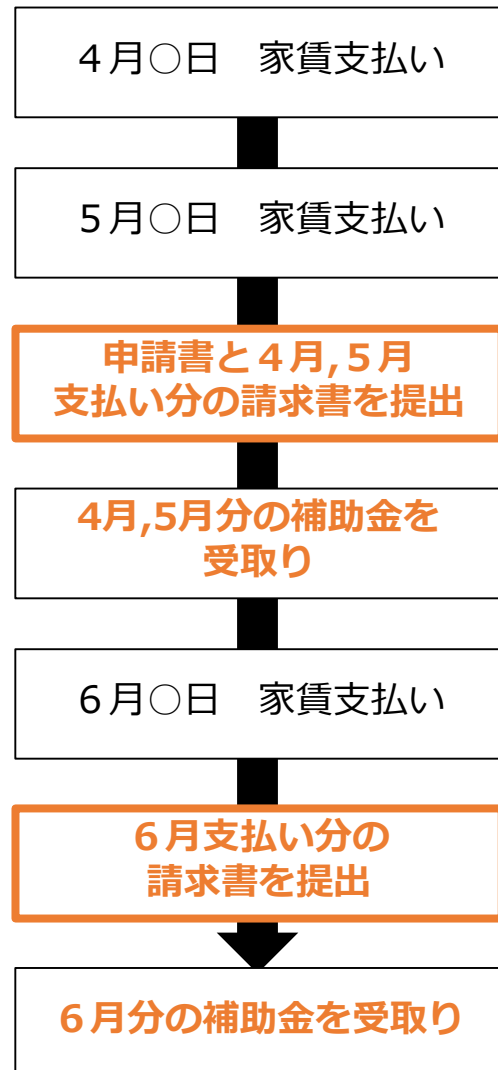 ４月○日　家賃支払い
５月○日　家賃支払い
申請書と４月,５月
支払い分の請求書を提出
4月,5月分の補助金を
受取り
６月○日　家賃支払い
６月支払い分の
請求書を提出
６月分の補助金を受取り